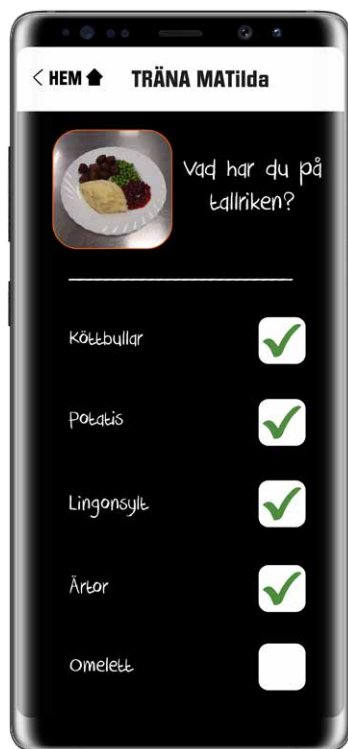 HEM TRÄNA MATilda
Vad har du på
tallriken?
Köttbullar
Potatis
Lingonsylt
Ärtor
Omelett